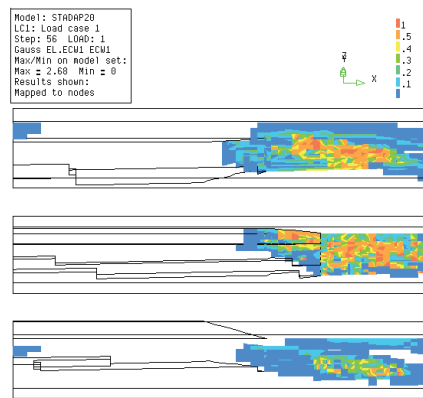 Model: STADAP20
LC1: Load case 1
Step: 56 LOAD: 1
Gauss EL.ECW1 ECW1
Max/Min on model set:
Max = 2.68 Min = 0
Results shown:
Mapped to nodes
1
.5
.4
.3
.2
.1
Z
X